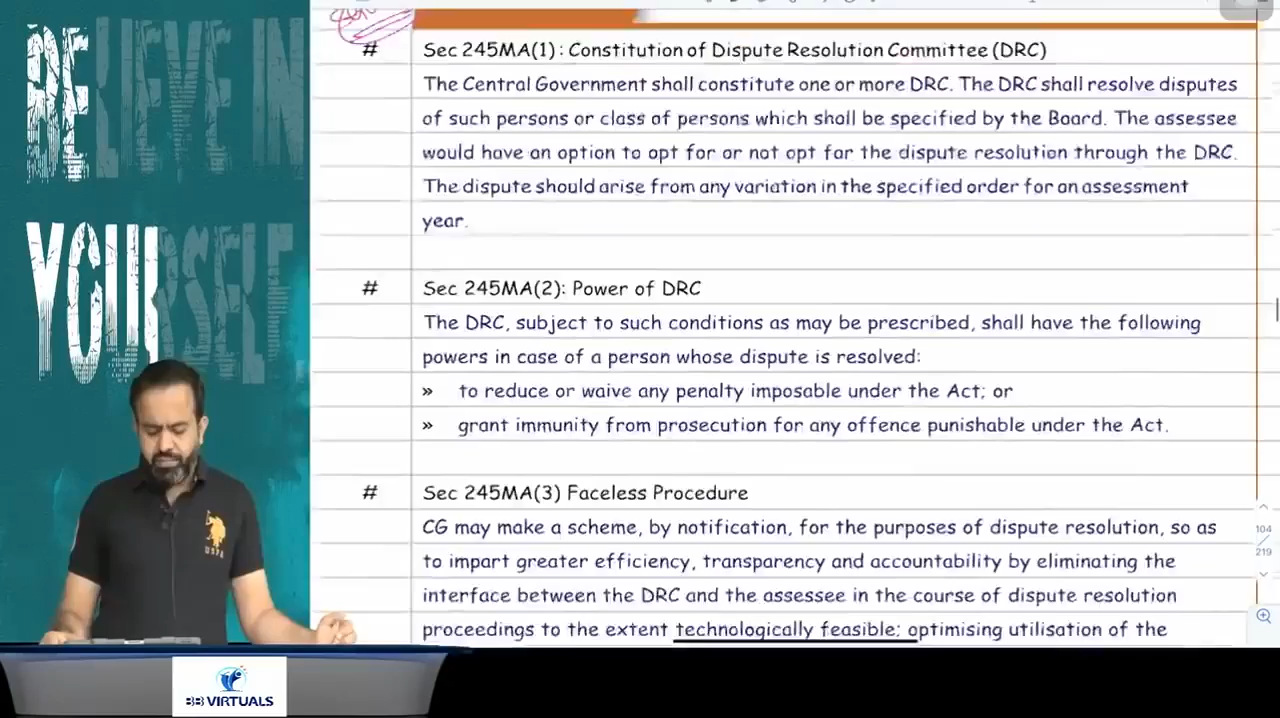 BELIEVE IN
YOURSELF
# Sec 245MA(1): Constitution of Dispute Resolution Committee (DRC)
The Central Government shall constitute one or more DRC. The DRC shall resolve disputes
of such persons or class of persons which shall be specified by the Board. The assessee
would have an option to opt for or not opt for the dispute resolution through the DRC.
The dispute should arise from any variation in the specified order for an assessment
year.
# Sec 245MA(2): Power of DRC
The DRC, subject to such conditions as may be prescribed, shall have the following
powers in case of a person whose dispute is resolved:
» to reduce or waive any penalty imposable under the Act; or
» grant immunity from prosecution for any offence punishable under the Act.
# Sec 245MA(3) Faceless Procedure
CG may make a scheme, by notification, for the purposes of dispute resolution, so as
to impart greater efficiency, transparency and accountability by eliminating the
interface between the DRC and the assessee in the course of dispute resolution
proceedings to the extent technologically feasible; optimising utilisation of the
104
219
USPA
BB VIRTUALS